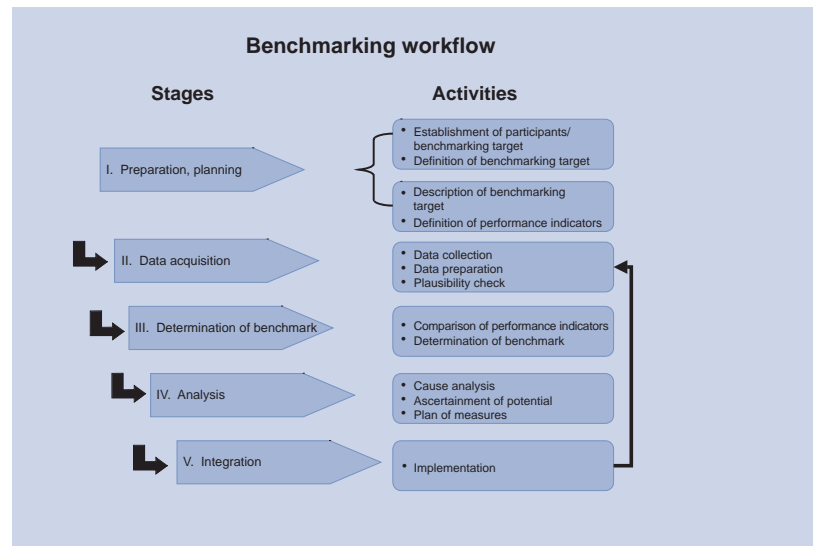 Benchmarking workflow
Stages
Activities
I. Preparation, planning
• Establishment of participants/
benchmarking target
• Definition of benchmarking target
• Description of benchmarking
target
• Definition of performance indicators
II. Data acquisition
• Data collection
• Data preparation
• Plausibility check
III. Determination of benchmark
• Comparison of performance indicators
• Determination of benchmark
IV. Analysis
• Cause analysis
• Ascertainment of potential
• Plan of measures
V. Integration
• Implementation